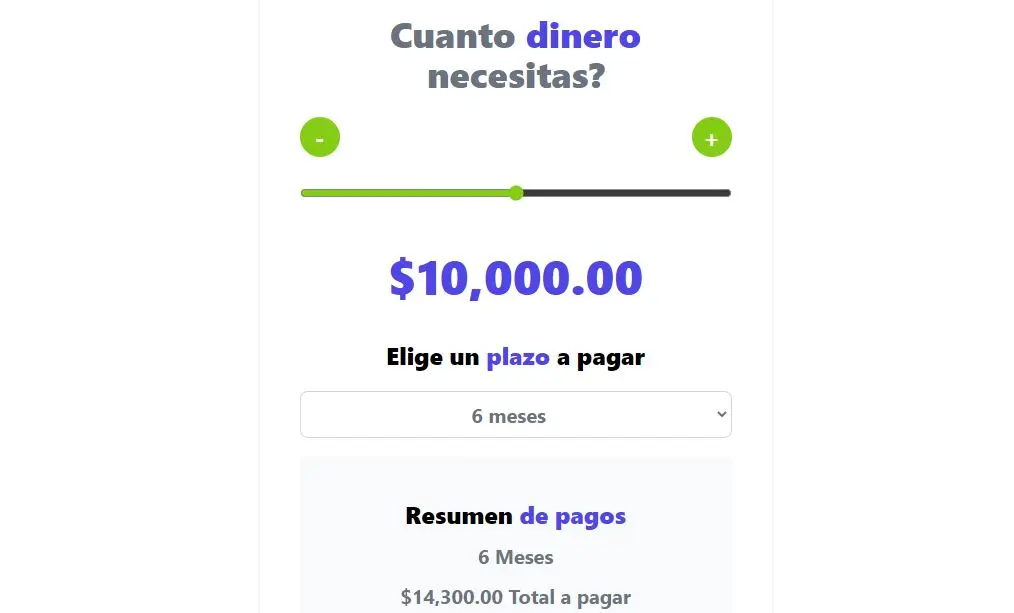 Cuanto dinero
necesitas?
- +
$10,000.00
Elige un plazo a pagar
6 meses
Resumen de pagos
6 Meses
$14,300.00 Total a pagar